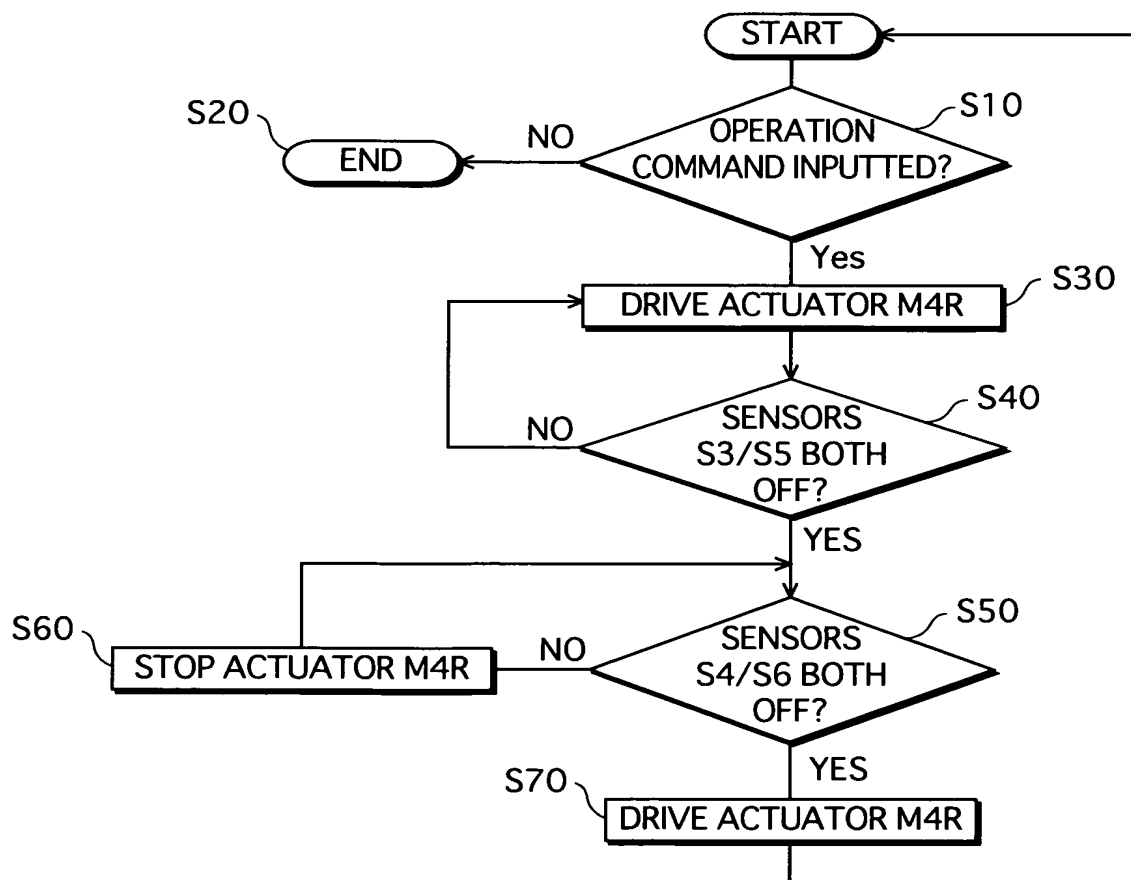 START
S10
OPERATION
COMMAND INPUTTED?
NO
S20
END
Yes
S30
DRIVE ACTUATOR M4R
S40
SENSORS
S3/S5 BOTH
OFF?
NO
YES
S50
SENSORS
S4/S6 BOTH
OFF?
NO
S60
STOP ACTUATOR M4R
YES
S70
DRIVE ACTUATOR M4R